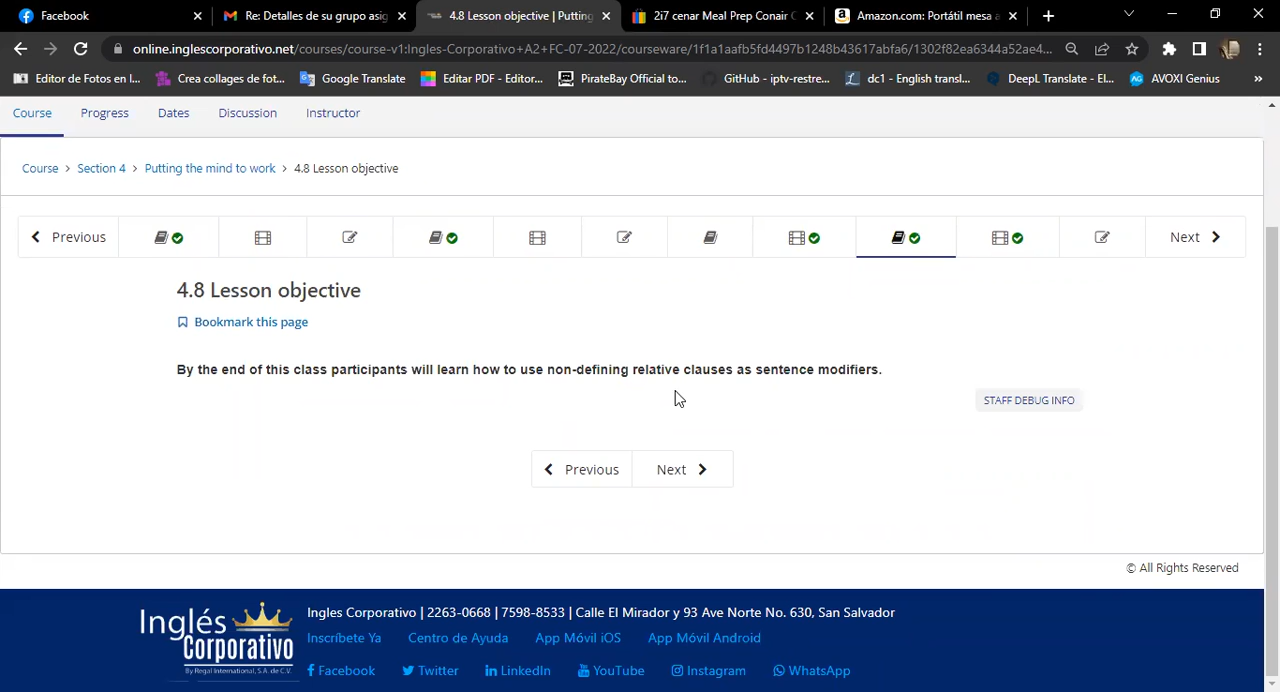 Facebook
Re: Detalles de su grupo asig
4.8 Lesson objective | Putting
2i7 cenar Meal Prep Conair C
Amazon.com: Portátil mesa a
online.inglescorporativo.net/courses/course-v1:Ingles-Corporativo+A2+FC-07-2022/courseware/1f1a1aafb5fd4497b1248b43617abfa6/1302f82ea6344a52ae4...
Editor de Fotos en l...
Crea collages de fot...
Google Translate
Editar PDF - Editor...
PirateBay Official to...
GitHub - iptv-restre...
dc1 - English transl...
DeepL Translate - El...
AVOXI Genius
»
Course
Progress
Dates
Discussion
Instructor
Course > Section 4 > Putting the mind to work > 4.8 Lesson objective
Previous
Next
4.8 Lesson objective
Bookmark this page
By the end of this class participants will learn how to use non-defining relative clauses as sentence modifiers.
STAFF DEBUG INFO
Previous
Next
© All Rights Reserved
Inglés Corporativo
By Regal International, S.A. de C.V.
Ingles Corporativo | 2263-0668 | 7598-8533 | Calle El Mirador y 93 Ave Norte No. 630, San Salvador
Inscríbete Ya
Centro de Ayuda
App Móvil iOS
App Móvil Android
Facebook
Twitter
LinkedIn
YouTube
Instagram
WhatsApp